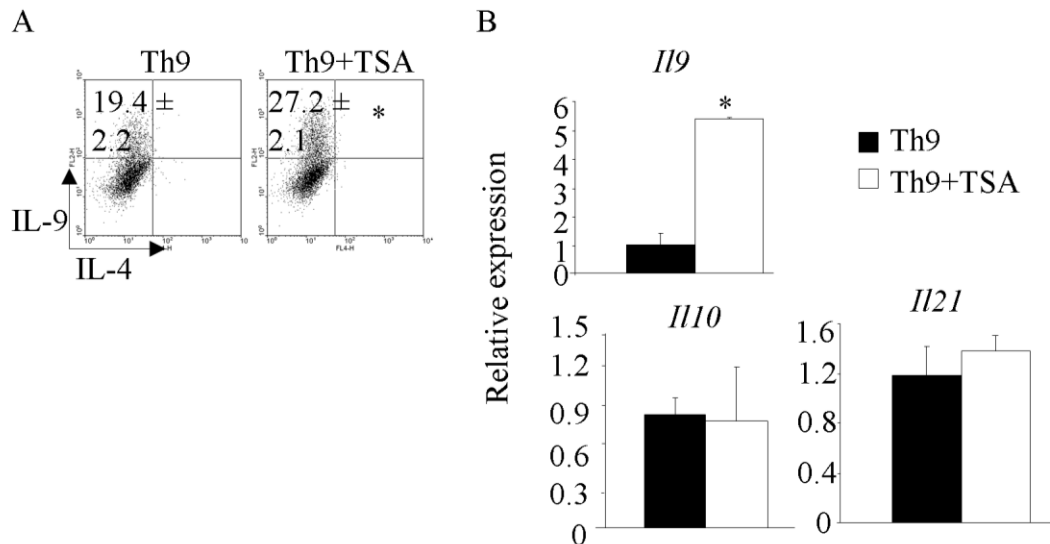 A
Th9
Th9+TSA
19.4 ±
2.2
27.2 ±
2.1
*
FL2-H
FL4-H
IL-9
IL-4
B
Il9
6
5
4
3
2
1
0
*
Th9
Th9+TSA
Relative expression
Il10
1.5
1.2
0.9
0.6
0.3
0
Il21
1.6
1.2
0.8
0.4
0